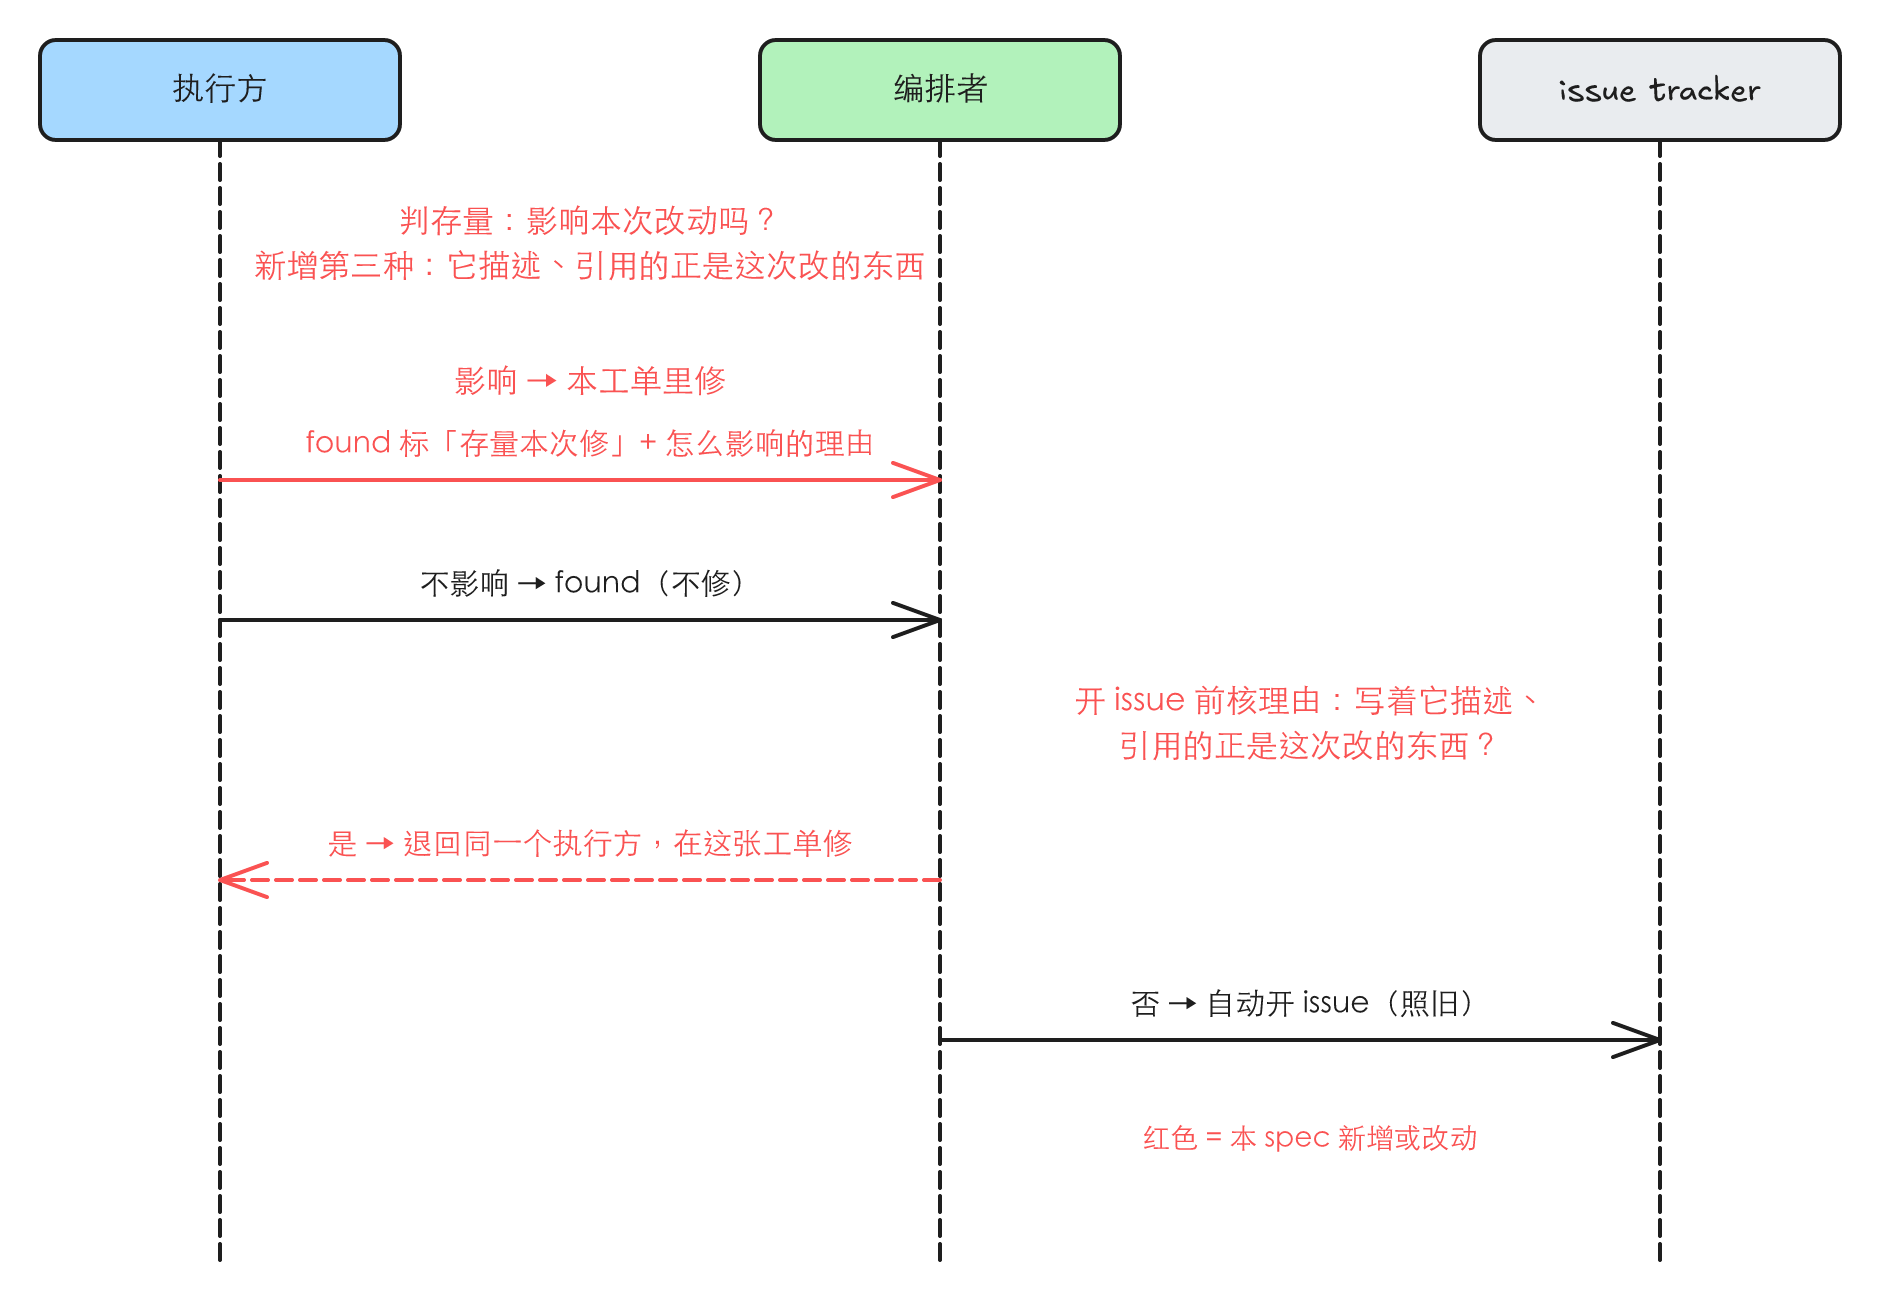 执行方
编排者
issue tracker
判存量：影响本次改动吗？
新增第三种：它描述、引用的正是这次改的东西
影响 → 本工单里修
found 标「存量本次修」+ 怎么影响的理由
不影响 → found（不修）
开 issue 前核理由：写着它描述、
引用的正是这次改的东西？
是 → 退回同一个执行方，在这张工单修
否 → 自动开 issue（照旧）
红色 = 本 spec 新增或改动